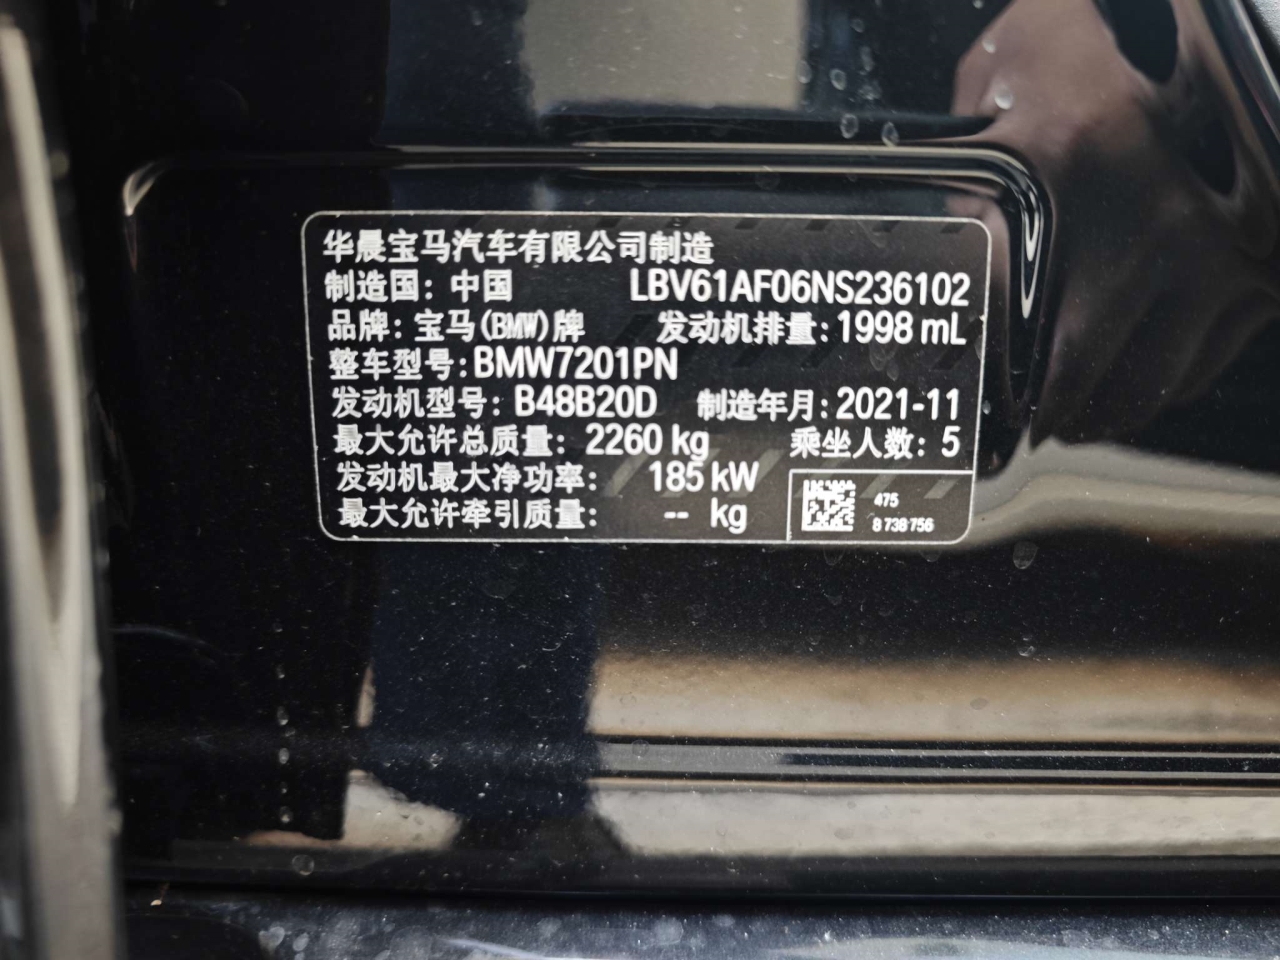 华晨宝马汽车有限公司制造
制造国：中国 LBV61AF06NS236102
品牌：宝马(BMW)牌 发动机排量：1998 mL
整车型号：BMW7201PN
发动机型号：B48B20D 制造年月：2021-11
最大允许总质量：2260 kg 乘坐人数：5
发动机最大净功率：185 kW
最大允许牵引质量：-- kg
475
8 738 756